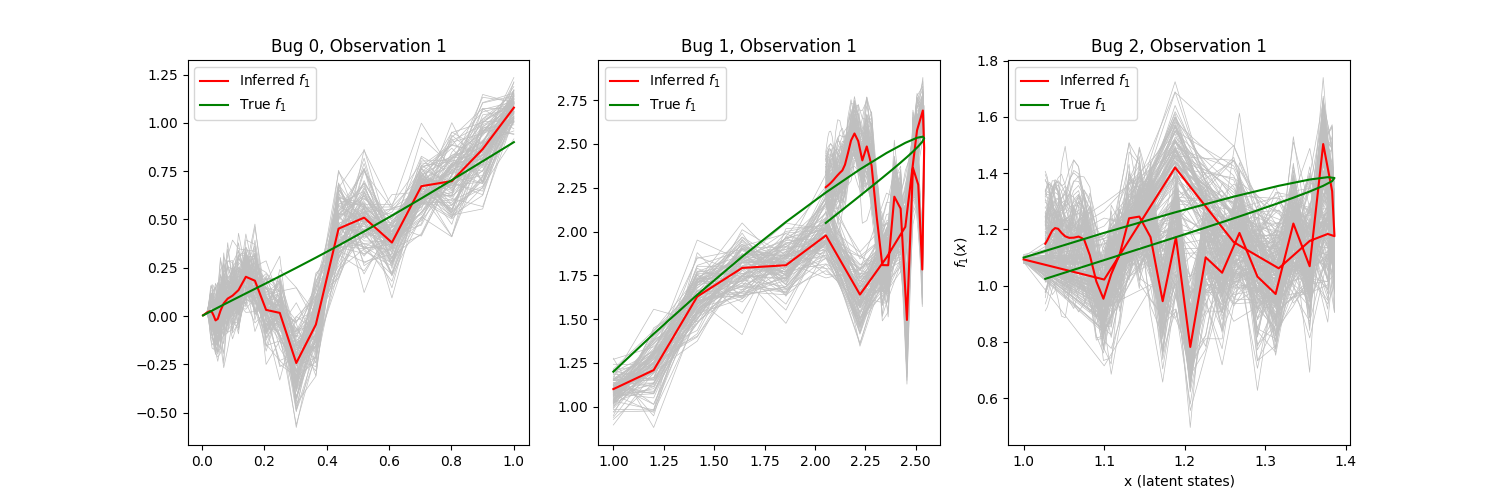 Bug 0, Observation 1
Inferred f₁
True f₁
1.25
1.00
0.75
0.50
0.25
0.00
−0.25
−0.50
0.0 0.2 0.4 0.6 0.8 1.0
Bug 1, Observation 1
Inferred f₁
True f₁
2.75
2.50
2.25
2.00
1.75
1.50
1.25
1.00
1.00 1.25 1.50 1.75 2.00 2.25 2.50
Bug 2, Observation 1
Inferred f₁
True f₁
1.8
1.6
1.4
1.2
1.0
0.8
0.6
f₁(x)
1.0 1.1 1.2 1.3 1.4
x (latent states)